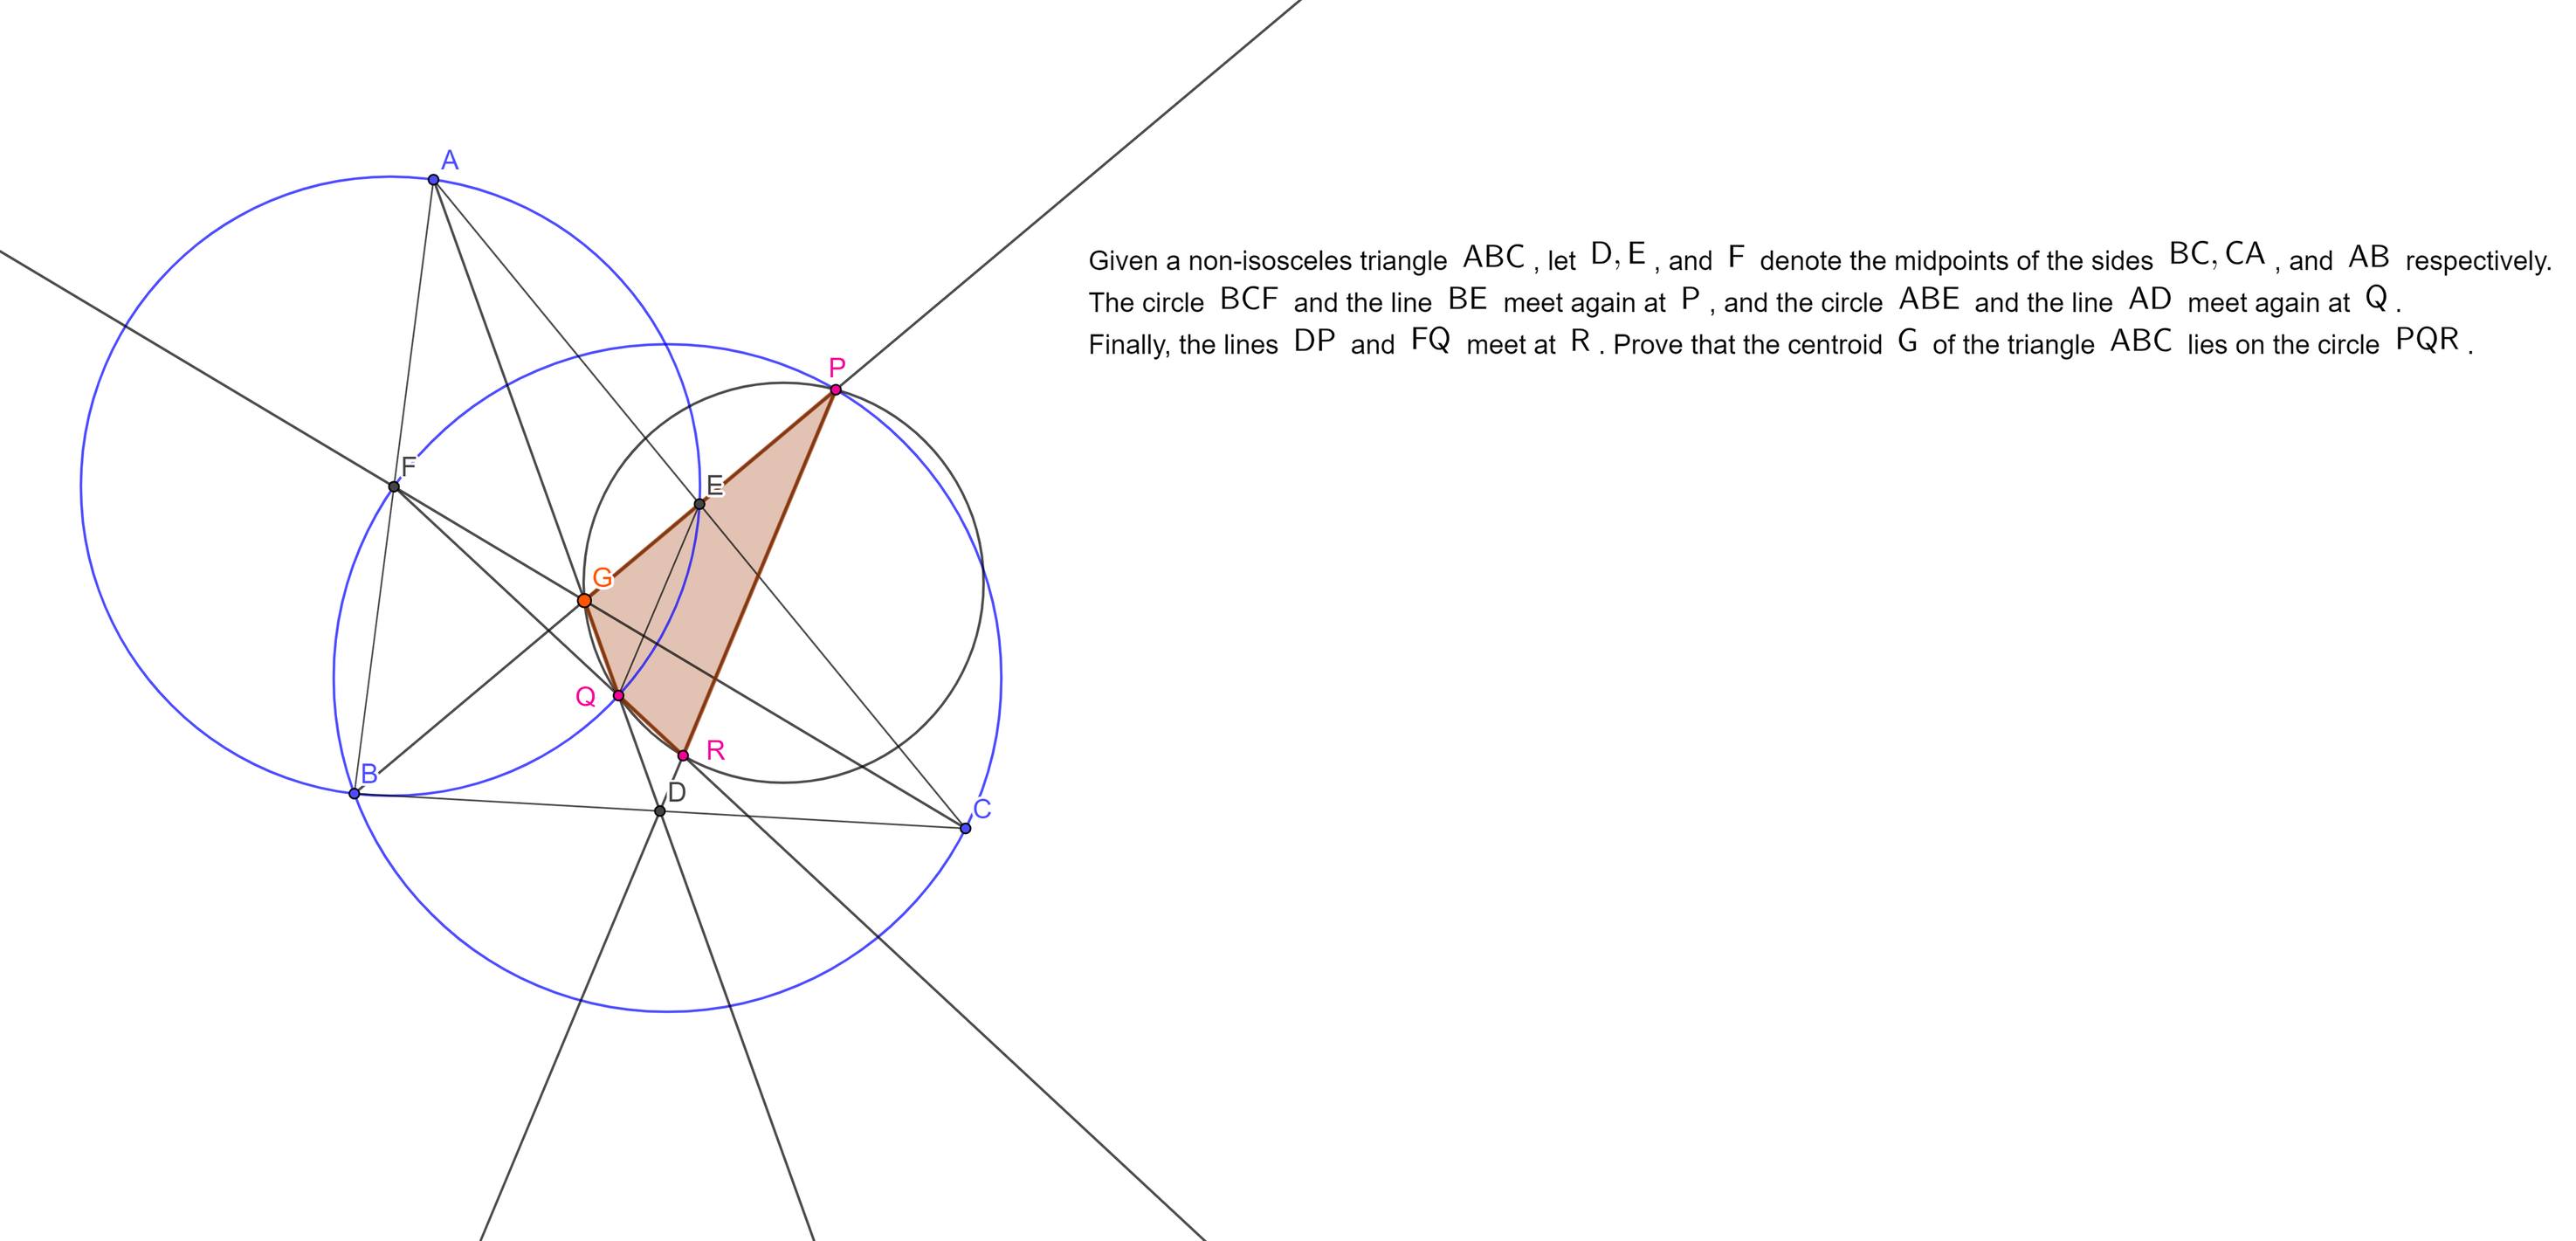 A
P
F
E
G
Q
R
B
D
C
Given a non-isosceles triangle ABC , let D, E , and F denote the midpoints of the sides BC, CA , and AB respectively.
The circle BCF and the line BE meet again at P , and the circle ABE and the line AD meet again at Q .
Finally, the lines DP and FQ meet at R . Prove that the centroid G of the triangle ABC lies on the circle PQR .